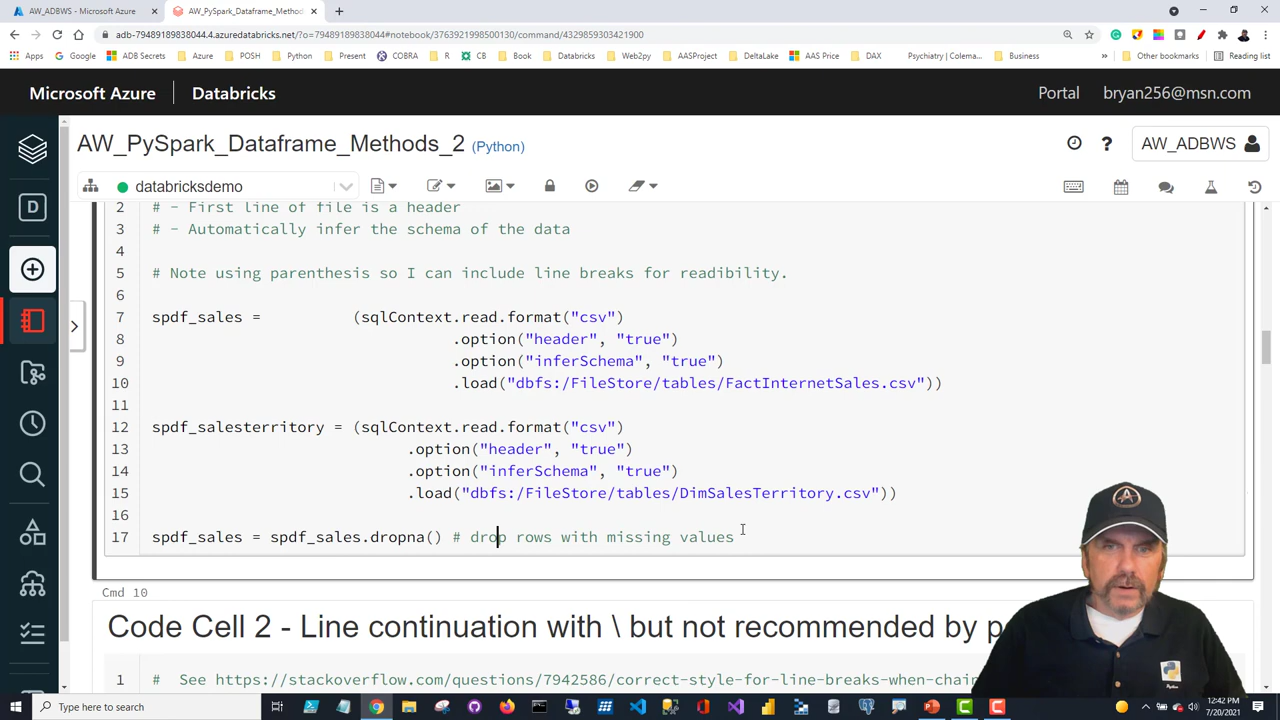 AW_ADBWS - Microsoft Azure
AW_PySpark_Dataframe_Methods
adb-79489189838044.4.azuredatabricks.net/?o=79489189838044#notebook/3763921998500130/command/4329859303421900
Apps Google ADB Secrets Azure POSH Python Present COBRA R CB Book Databricks Web2py AASProject DeltaLake AAS Price DAX Psychiatry | Colema... Business » Other bookmarks Reading list
Microsoft Azure Databricks Portal bryan256@msn.com
AW_PySpark_Dataframe_Methods_2 (Python) AW_ADBWS
databricksdemo
2 # - First line of file is a header
3 # - Automatically infer the schema of the data
4
5 # Note using parenthesis so I can include line breaks for readibility.
6
7 spdf_sales = (sqlContext.read.format("csv")
8 .option("header", "true")
9 .option("inferSchema", "true")
10 .load("dbfs:/FileStore/tables/FactInternetSales.csv"))
11
12 spdf_salesterritory = (sqlContext.read.format("csv")
13 .option("header", "true")
14 .option("inferSchema", "true")
15 .load("dbfs:/FileStore/tables/DimSalesTerritory.csv"))
16
17 spdf_sales = spdf_sales.dropna() # drop rows with missing values
Cmd 10
Code Cell 2 - Line continuation with \ but not recommended by p
1 # See https://stackoverflow.com/questions/7942586/correct-style-for-line-breaks-when-chain
Type here to search
12:42 PM
7/20/2021